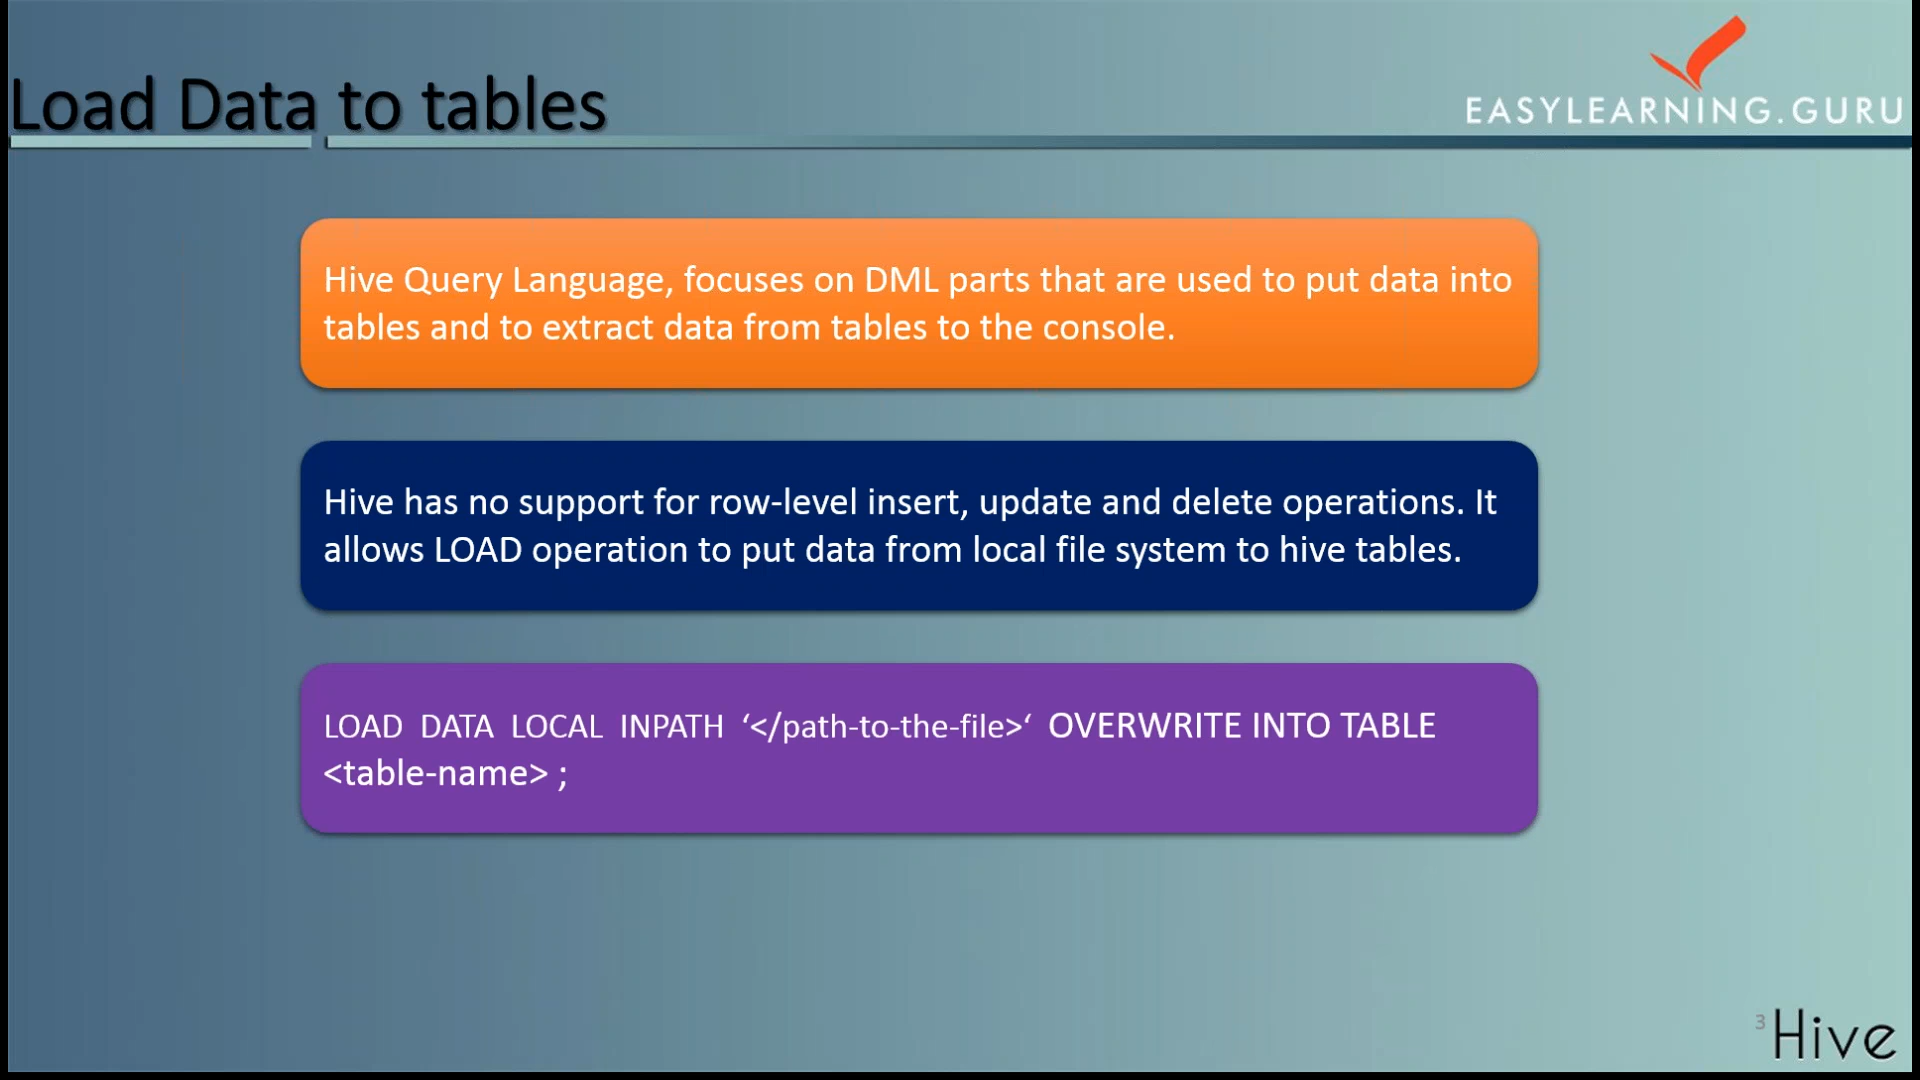 Load Data to tables
EASYLEARNING.GURU
Hive Query Language, focuses on DML parts that are used to put data into
tables and to extract data from tables to the console.
Hive has no support for row-level insert, update and delete operations. It
allows LOAD operation to put data from local file system to hive tables.
LOAD  DATA  LOCAL  INPATH  ‘</path-to-the-file>‘  OVERWRITE INTO TABLE
<table-name> ;
3
Hive